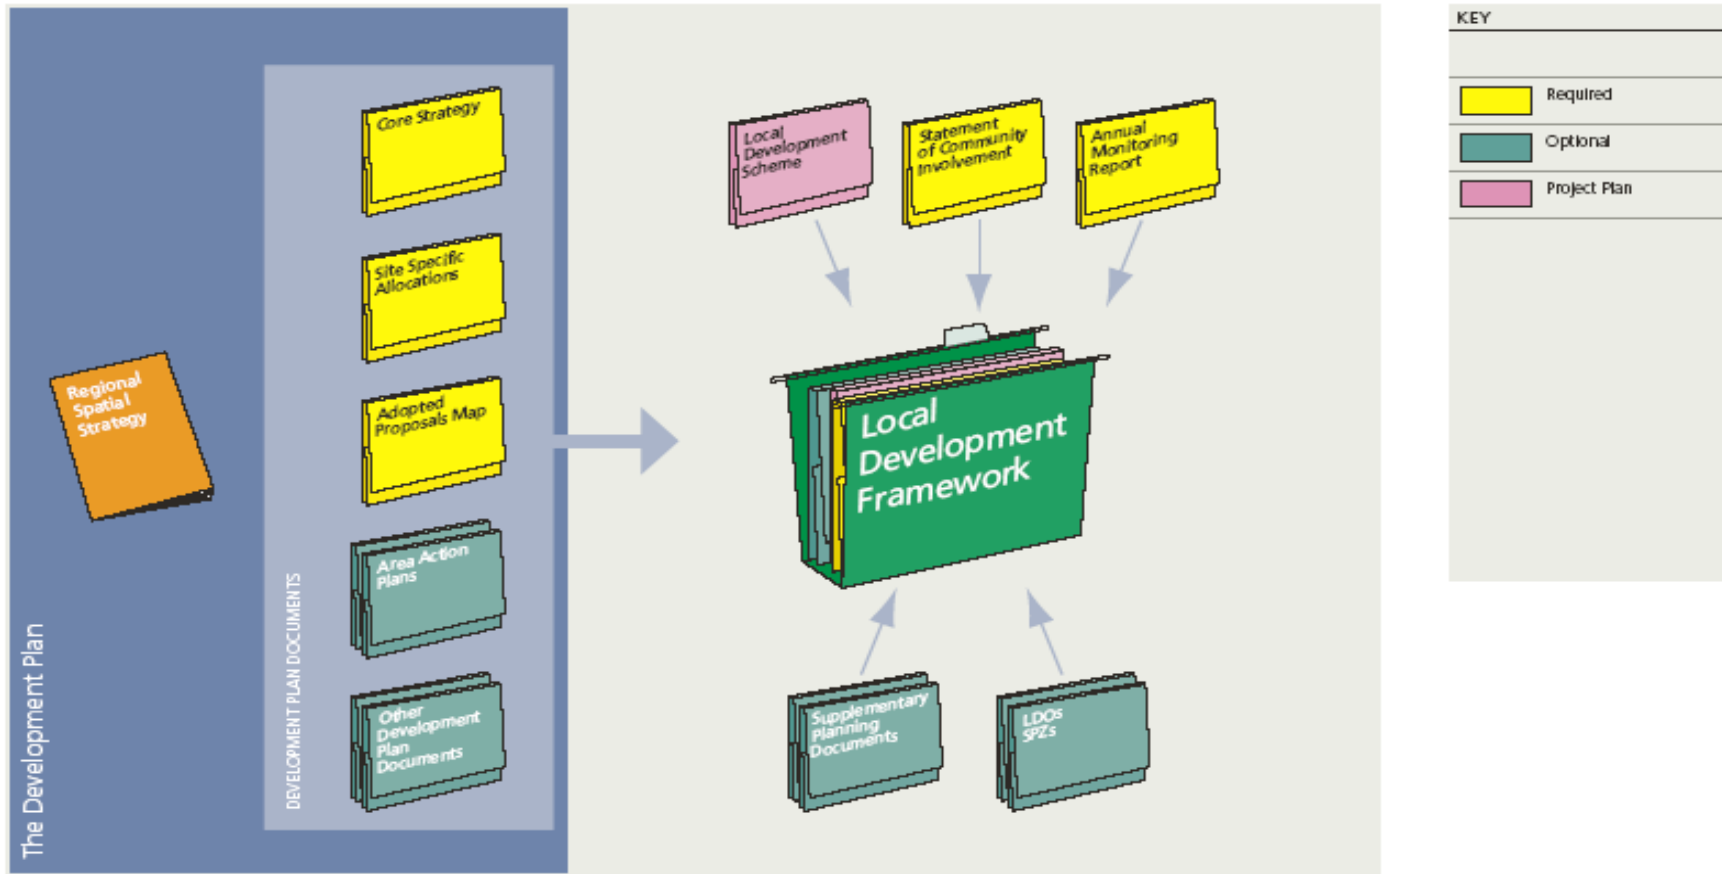 The Development Plan
Regional
Spatial
Strategy
DEVELOPMENT PLAN DOCUMENTS
Core Strategy
Site Specific
Allocations
Adopted
Proposals Map
Area Action
Plans
Other
Development
Plan
Documents
Local
Development
Scheme
Statement
of Community
Involvement
Annual
Monitoring
Report
Local
Development
Framework
Supplementary
Planning
Documents
LDOs
SPZs
KEY
Required
Optional
Project Plan